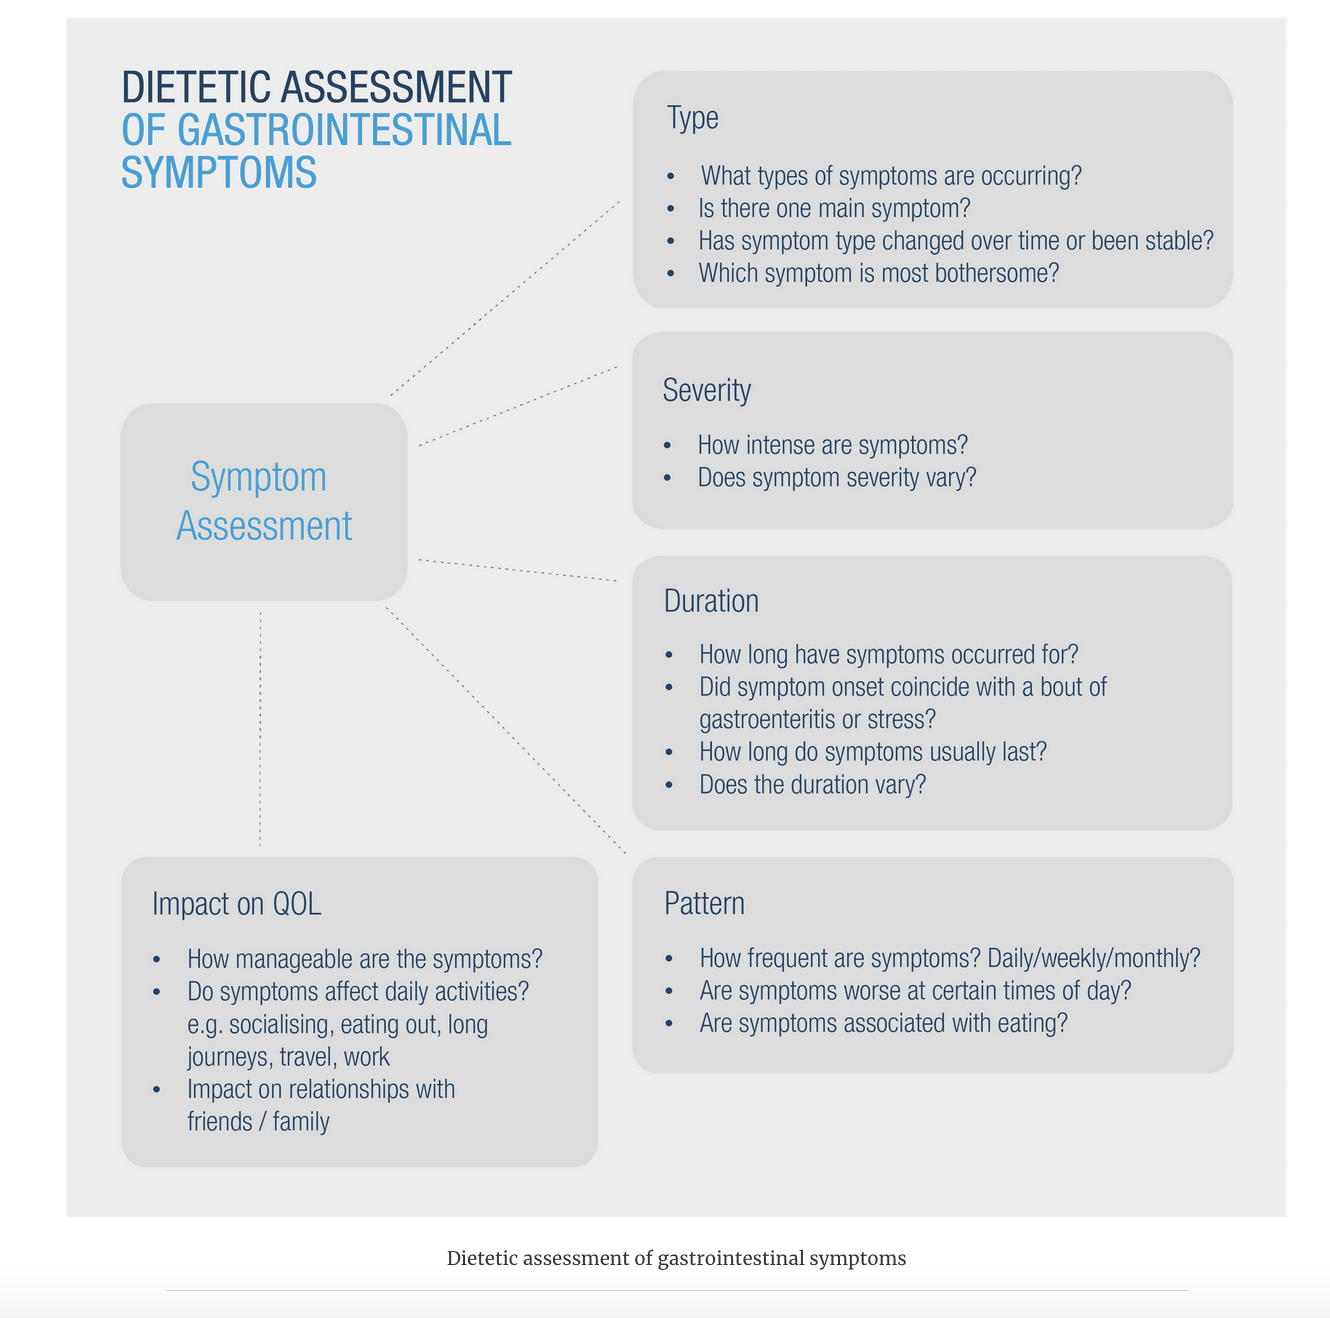 DIETETIC ASSESSMENT
OF GASTROINTESTINAL
SYMPTOMS
Type
• What types of symptoms are occurring?
• Is there one main symptom?
• Has symptom type changed over time or been stable?
• Which symptom is most bothersome?
Severity
• How intense are symptoms?
• Does symptom severity vary?
Symptom
Assessment
Duration
• How long have symptoms occurred for?
• Did symptom onset coincide with a bout of
gastroenteritis or stress?
• How long do symptoms usually last?
• Does the duration vary?
Impact on QOL
• How manageable are the symptoms?
• Do symptoms affect daily activities?
e.g. socialising, eating out, long
journeys, travel, work
• Impact on relationships with
friends / family
Pattern
• How frequent are symptoms? Daily/weekly/monthly?
• Are symptoms worse at certain times of day?
• Are symptoms associated with eating?
Dietetic assessment of gastrointestinal symptoms